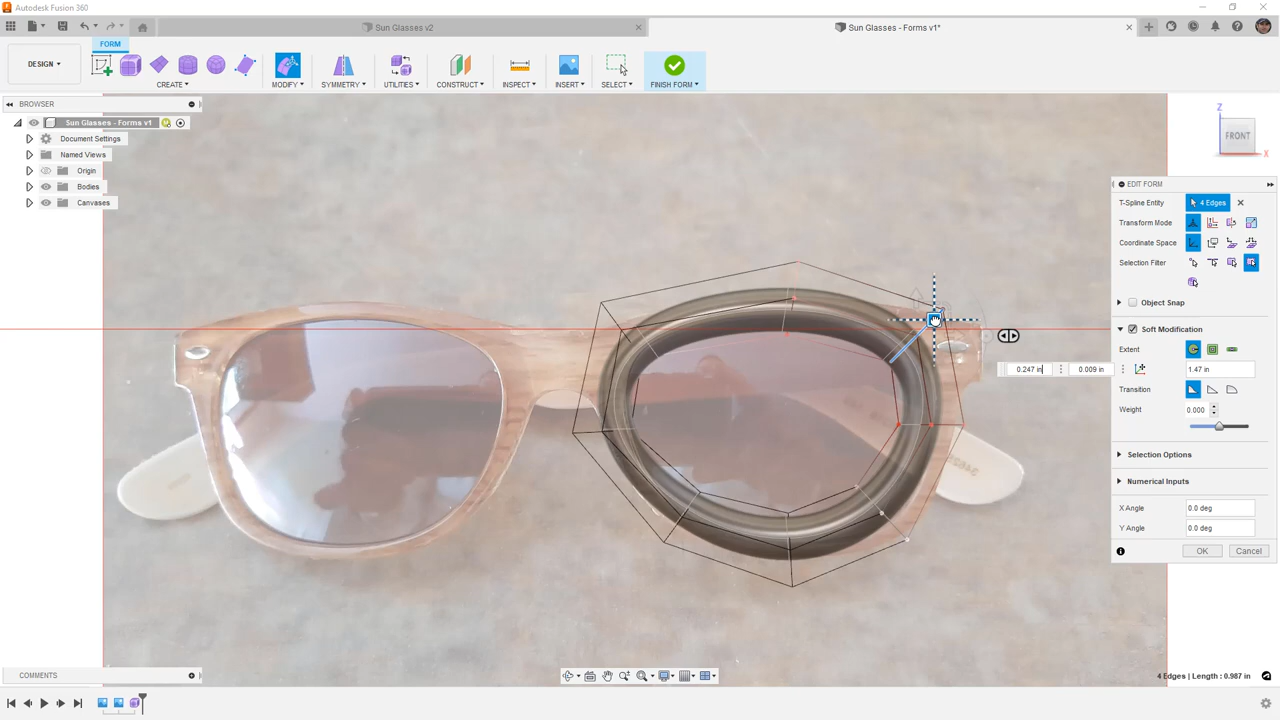 Autodesk Fusion 360
Sun Glasses v2
Sun Glasses - Forms v1*
FORM
DESIGN
CREATE
MODIFY
SYMMETRY
UTILITIES
CONSTRUCT
INSPECT
INSERT
SELECT
FINISH FORM
BROWSER
Sun Glasses - Forms v1
Document Settings
Named Views
Origin
Bodies
Canvases
Z
FRONT
X
EDIT FORM
T-Spline Entity
4 Edges
Transform Mode
Coordinate Space
Selection Filter
Object Snap
Soft Modification
Extent
0.247 in
0.009 in
1.47 in
Transition
Weight
0.000
Selection Options
Numerical Inputs
X Angle
0.0 deg
Y Angle
0.0 deg
OK
Cancel
COMMENTS
4 Edges | Length : 0.987 in